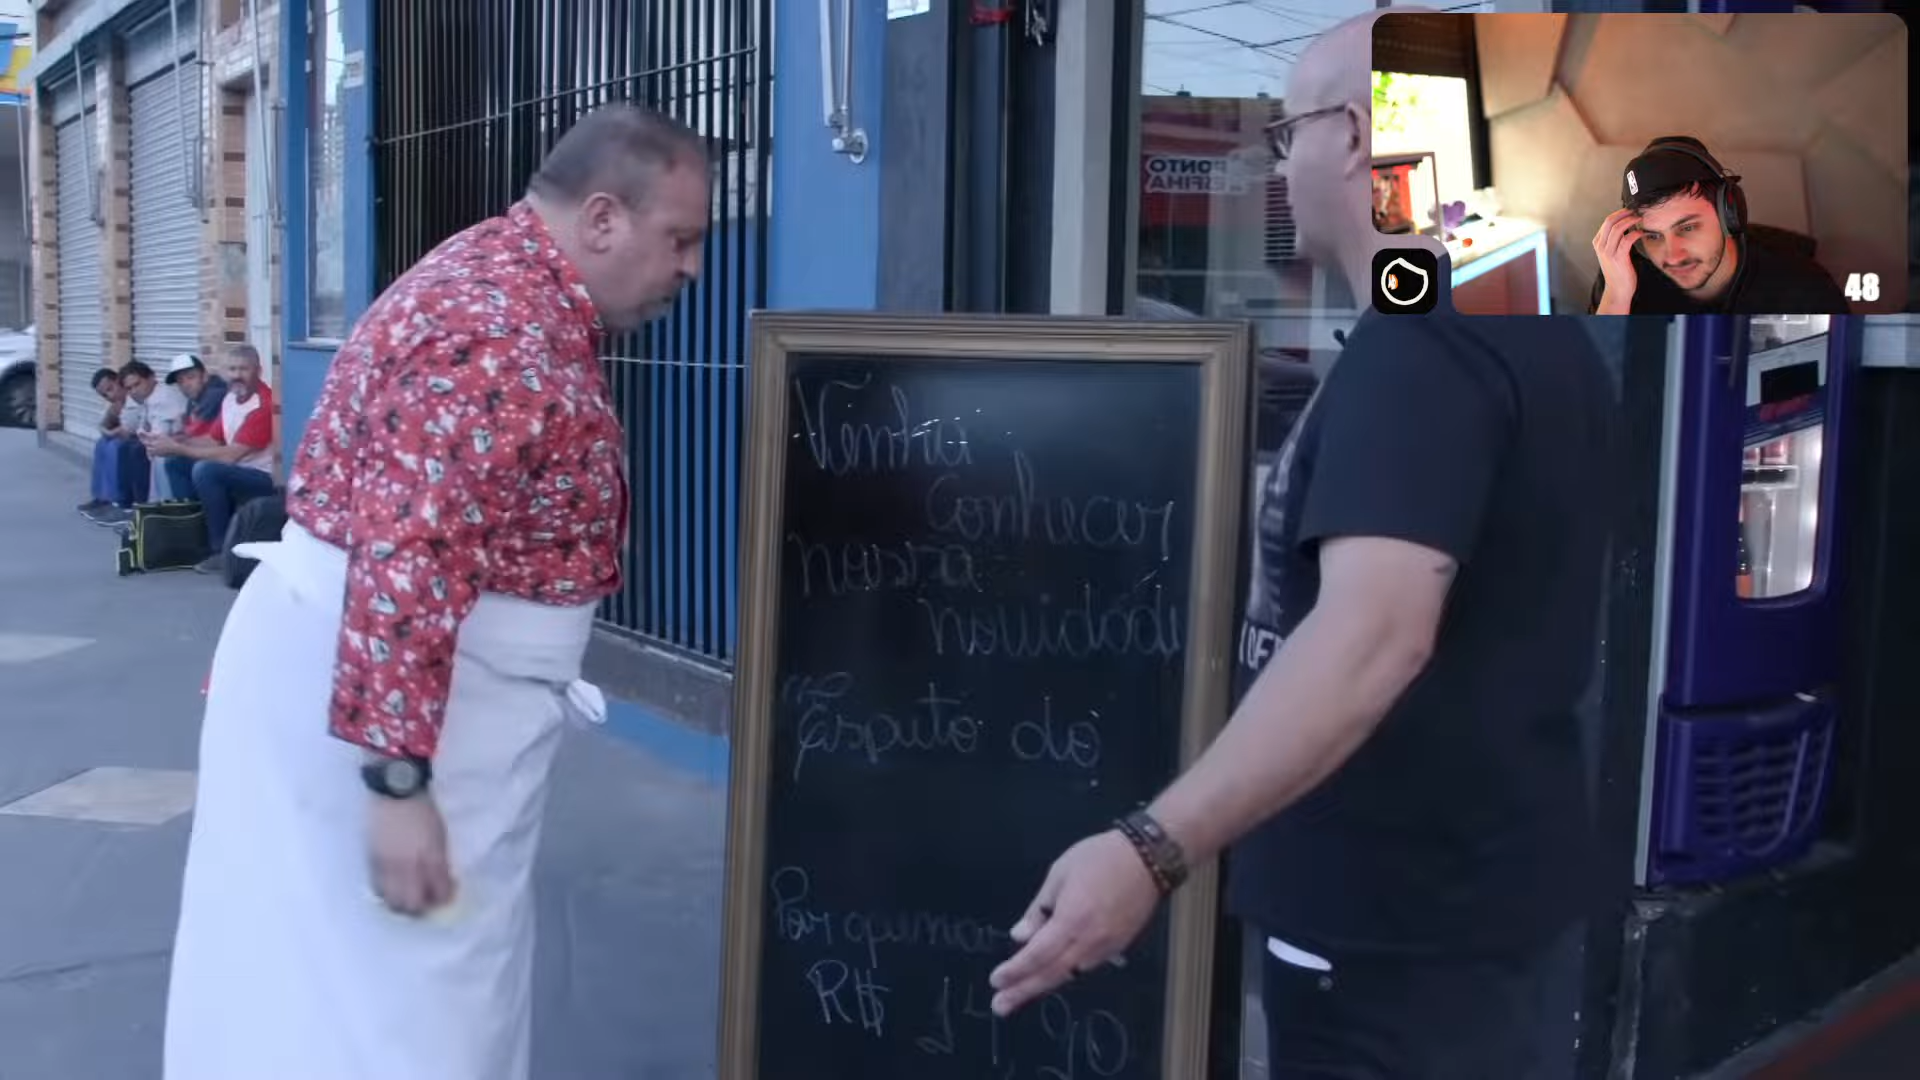 48
PONTO
ESFIHA
Venha
Conhecer
nossa
novidade
Espeto do
Por apenas
R$ 14,90